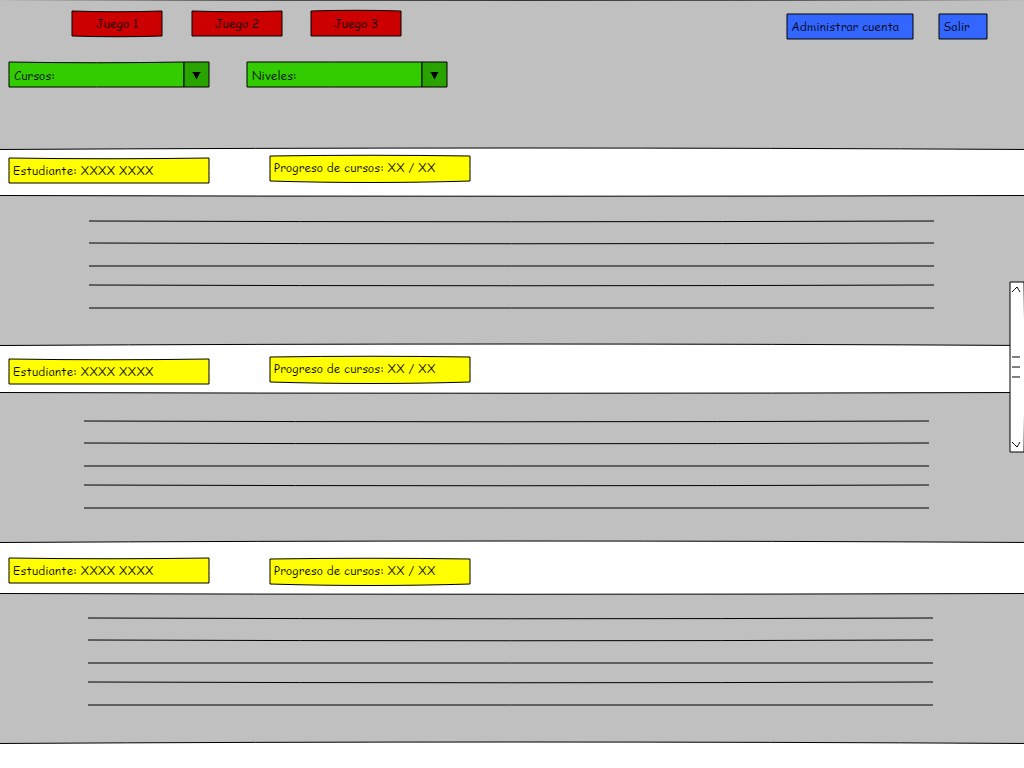 Juego 1 Juego 2 Juego 3 Administrar cuenta Salir
Cursos: Niveles:
Estudiante: XXXX XXXX Progreso de cursos: XX / XX
Estudiante: XXXX XXXX Progreso de cursos: XX / XX
Estudiante: XXXX XXXX Progreso de cursos: XX / XX